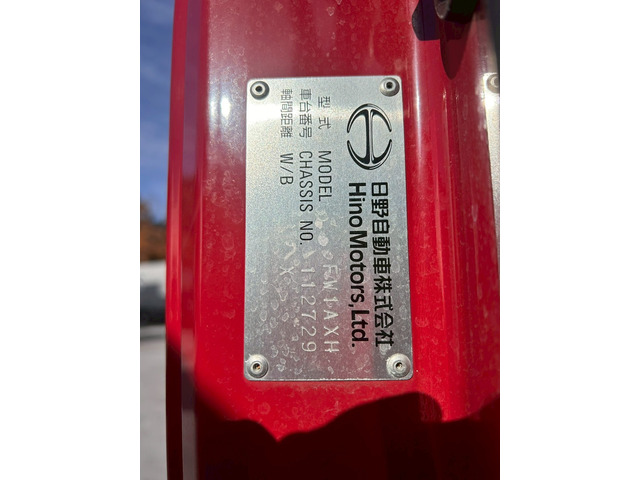 日野自動車株式会社
Hino Motors, Ltd.
型式 MODEL FW1AXH
車台番号 CHASSIS NO. 112729
軸間距離 W/B X